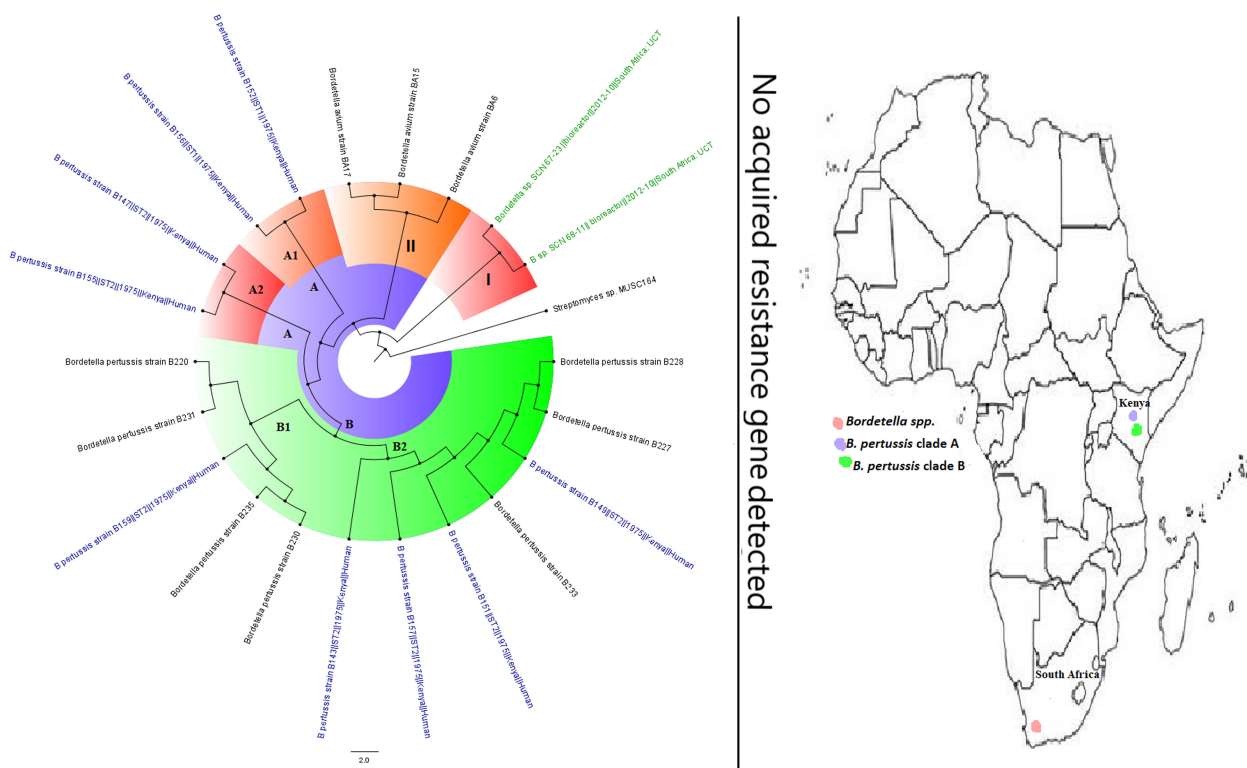 B pertussis strain B152||ST1||1975||Kenya||Human
B pertussis strain B156||ST1||1975||Kenya||Human
B pertussis strain B147||ST2||1975||Kenya||Human
B pertussis strain B155||ST2||1975||Kenya||Human
Bordetella avium strain BA17
Bordetella avium strain BA15
Bordetella avium strain BA6
Bordetella sp. SCN 67-23||bioreactor||2012-10||South Africa: UCT
B sp. SCN 68-11||bioreactor||2012-10||South Africa: UCT
Streptomyces sp. MUSC164
A1
II
I
A2
A
A
B
B1
B2
Bordetella pertussis strain B220
Bordetella pertussis strain B231
B pertussis strain B159||ST2||1975||Kenya||Human
Bordetella pertussis strain B235
Bordetella pertussis strain B230
B pertussis strain B143||ST2||1975||Kenya||Human
B pertussis strain B157||ST2||1975||Kenya||Human
B pertussis strain B151||ST2||1975||Kenya||Human
Bordetella pertussis strain B233
B pertussis strain B149||ST2||1975||Kenya||Human
Bordetella pertussis strain B227
Bordetella pertussis strain B228
2.0
No acquired resistance gene detected
Kenya
Bordetella spp.
B. pertussis clade A
B. pertussis clade B
South Africa